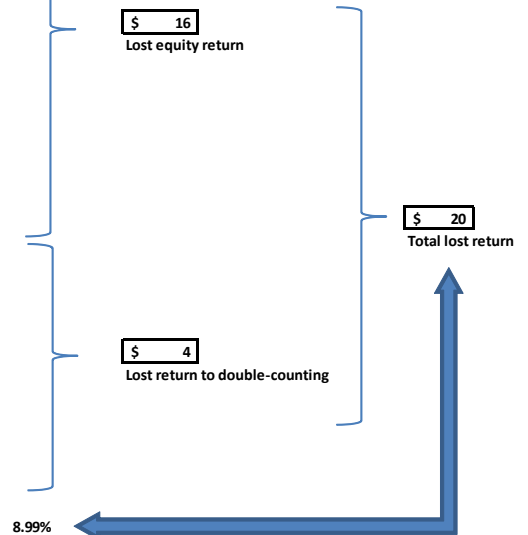 $ 16
Lost equity return
$ 20
Total lost return
$ 4
Lost return to double-counting
8.99%